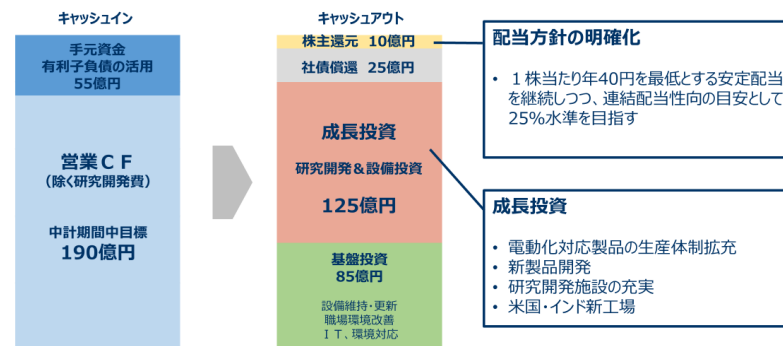 キャッシュイン
手元資金
有利子負債の活用
55億円
営業ＣＦ
（除く研究開発費）
中計期間中目標
190億円
キャッシュアウト
株主還元 10億円
社債償還 25億円
成長投資
研究開発＆設備投資
125億円
基盤投資
85億円
設備維持・更新
職場環境改善
ＩＴ、環境対応
配当方針の明確化
• １株当たり年40円を最低とする安定配当
を継続しつつ、連結配当性向の目安として
25%水準を目指す
成長投資
• 電動化対応製品の生産体制拡充
• 新製品開発
• 研究開発施設の充実
• 米国・インド新工場